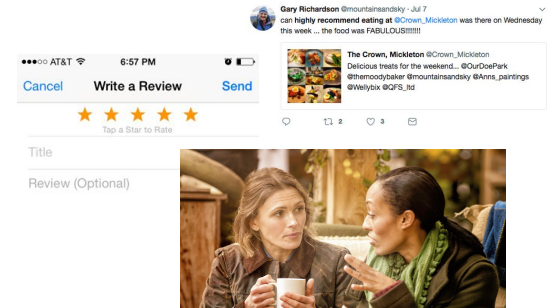 Gary Richardson @mountainsandsky · Jul 7
can highly recommend eating at @Crown_Mickleton was there on Wednesday
this week ... the food was FABULOUS!!!!!!!
The Crown, Mickleton @Crown_Mickleton
Delicious treats for the weekend... @OurDoePark
@themoodybaker @mountainsandsky @Anns_paintings
@Wellybix @QFS_ltd
2
3
AT&T
6:57 PM
Cancel
Write a Review
Send
Tap a Star to Rate
Title
Review (Optional)